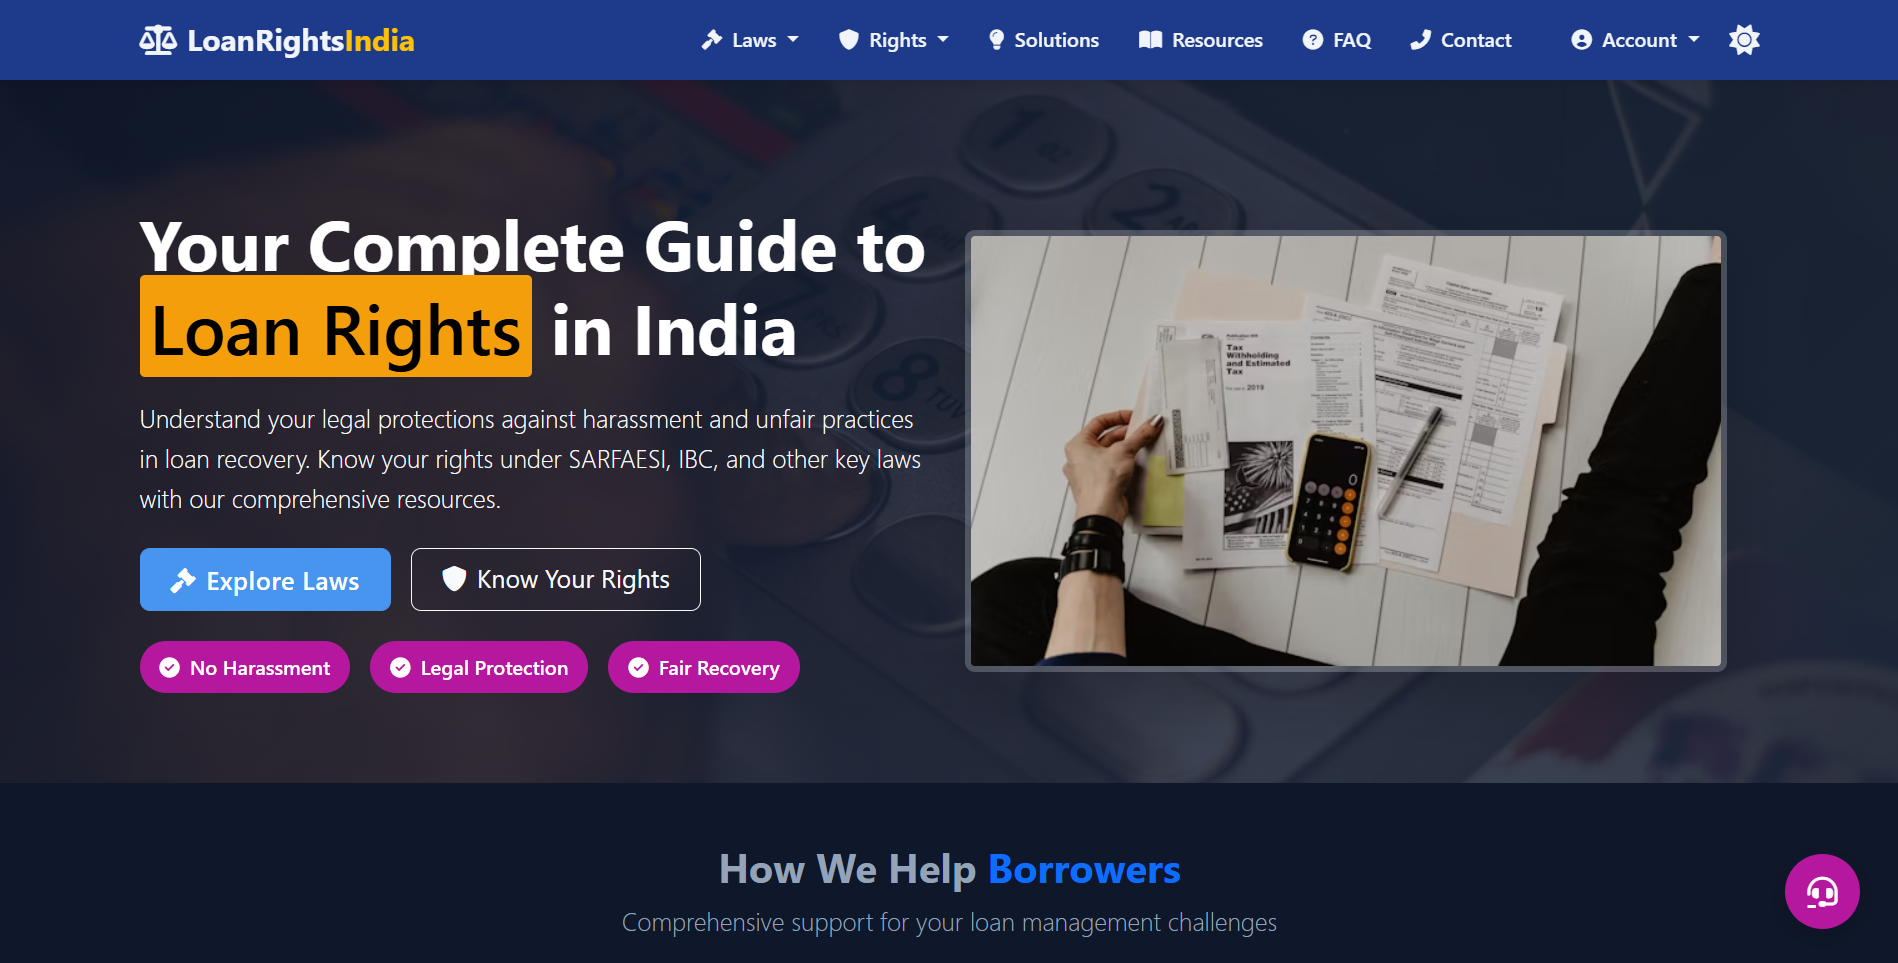 LoanRightsIndia
Laws
Rights
Solutions
Resources
FAQ
Contact
Account
Your Complete Guide to
Loan Rights in India
Understand your legal protections against harassment and unfair practices
in loan recovery. Know your rights under SARFAESI, IBC, and other key laws
with our comprehensive resources.
Explore Laws
Know Your Rights
No Harassment
Legal Protection
Fair Recovery
Tax
Withholding
and Estimated
Tax
2019
How We Help Borrowers
Comprehensive support for your loan management challenges